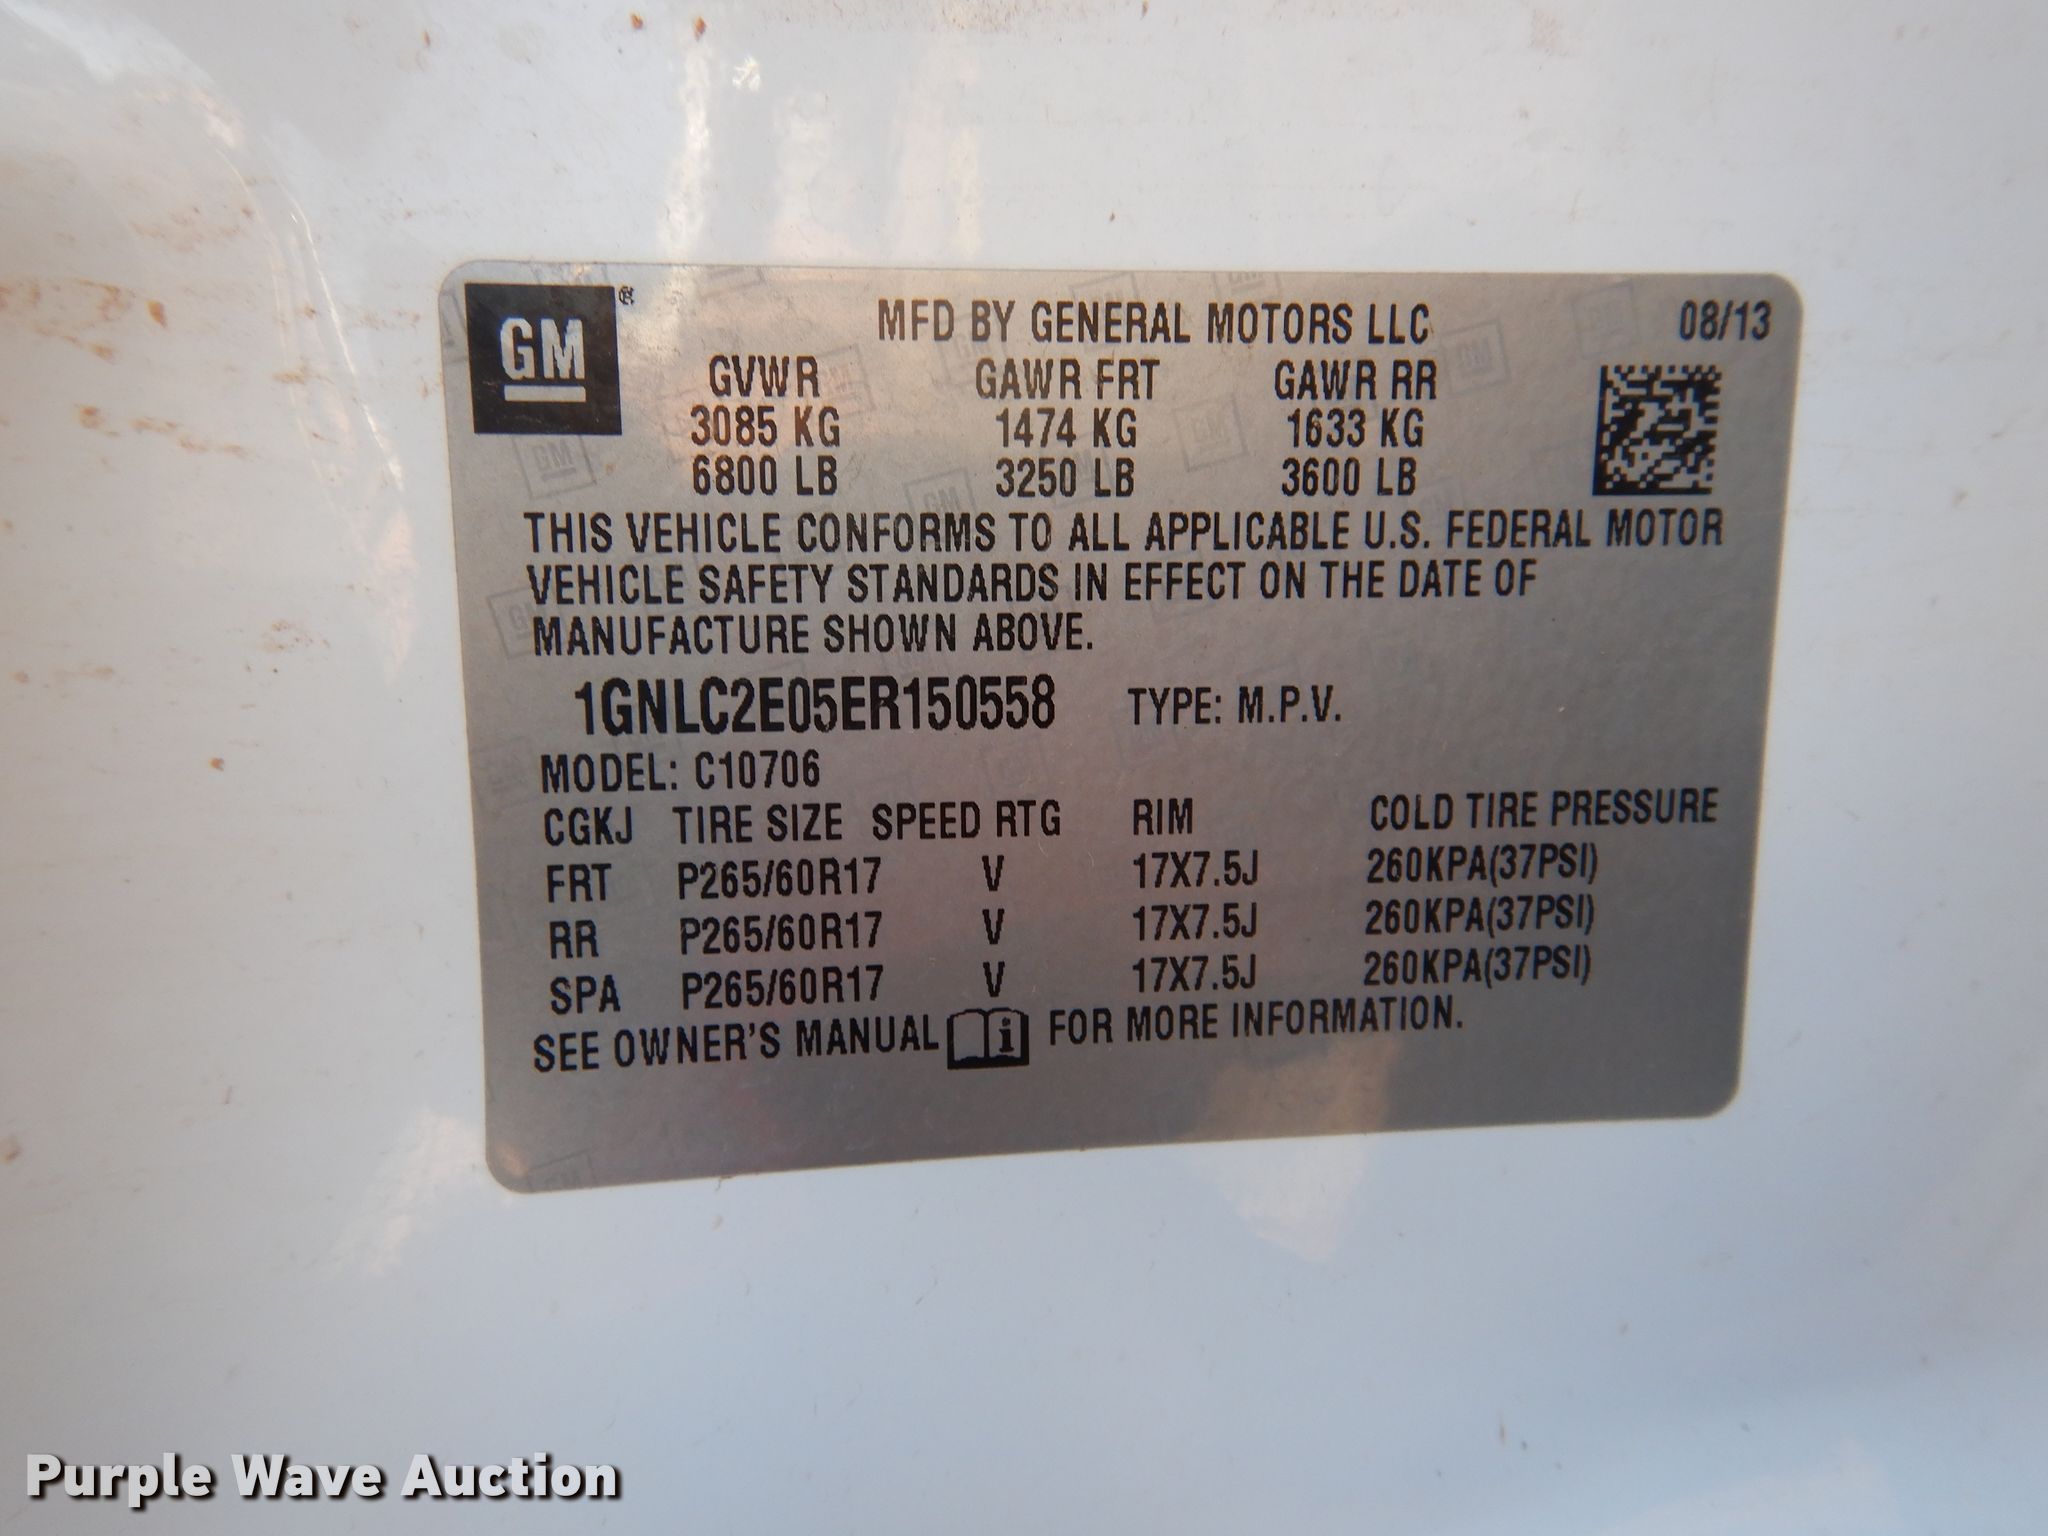 GM®
MFD BY GENERAL MOTORS LLC 08/13
GVWR GAWR FRT GAWR RR
3085 KG 1474 KG 1633 KG
6800 LB 3250 LB 3600 LB
THIS VEHICLE CONFORMS TO ALL APPLICABLE U.S. FEDERAL MOTOR
VEHICLE SAFETY STANDARDS IN EFFECT ON THE DATE OF
MANUFACTURE SHOWN ABOVE.
1GNLC2E05ER150558 TYPE: M.P.V.
MODEL: C10706
CGKJ TIRE SIZE SPEED RTG RIM COLD TIRE PRESSURE
FRT P265/60R17 V 17X7.5J 260KPA(37PSI)
RR P265/60R17 V 17X7.5J 260KPA(37PSI)
SPA P265/60R17 V 17X7.5J 260KPA(37PSI)
SEE OWNER'S MANUAL i FOR MORE INFORMATION.
Purple Wave Auction